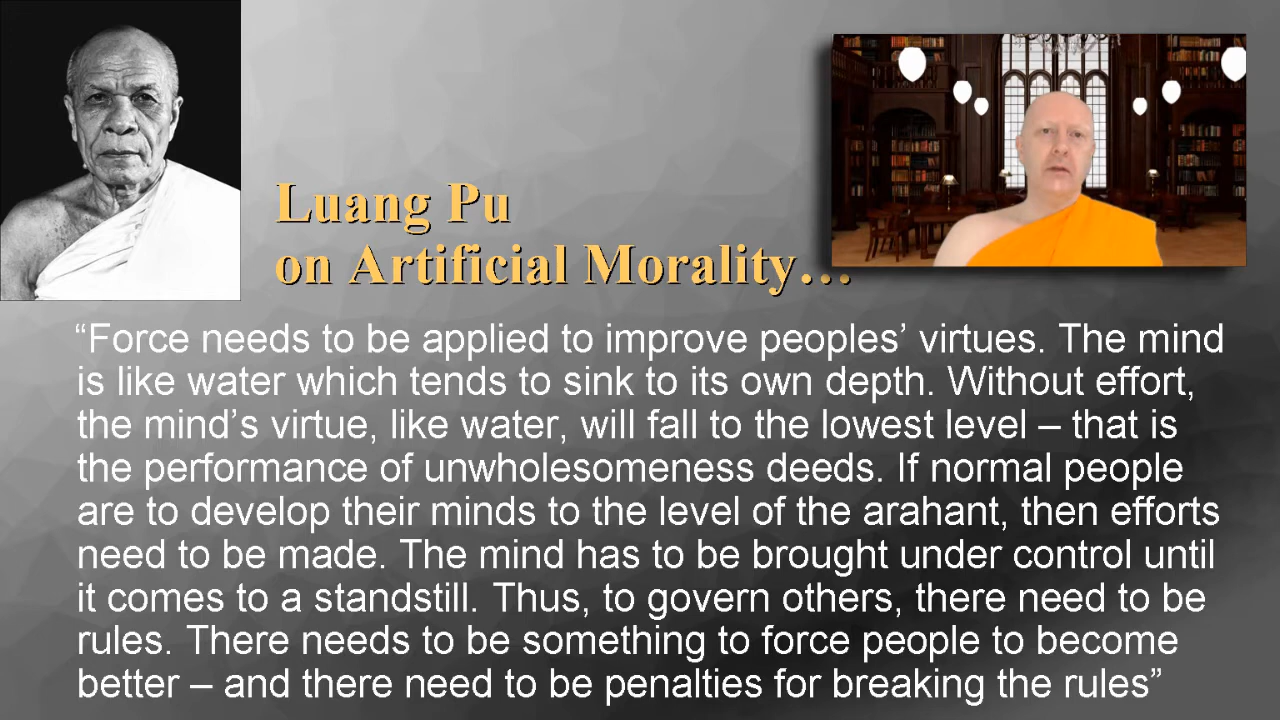 Luang Pu
on Artificial Morality…
“Force needs to be applied to improve peoples’ virtues. The mind
is like water which tends to sink to its own depth. Without effort,
the mind’s virtue, like water, will fall to the lowest level – that is
the performance of unwholesomeness deeds. If normal people
are to develop their minds to the level of the arahant, then efforts
need to be made. The mind has to be brought under control until
it comes to a standstill. Thus, to govern others, there need to be
rules. There needs to be something to force people to become
better – and there need to be penalties for breaking the rules”